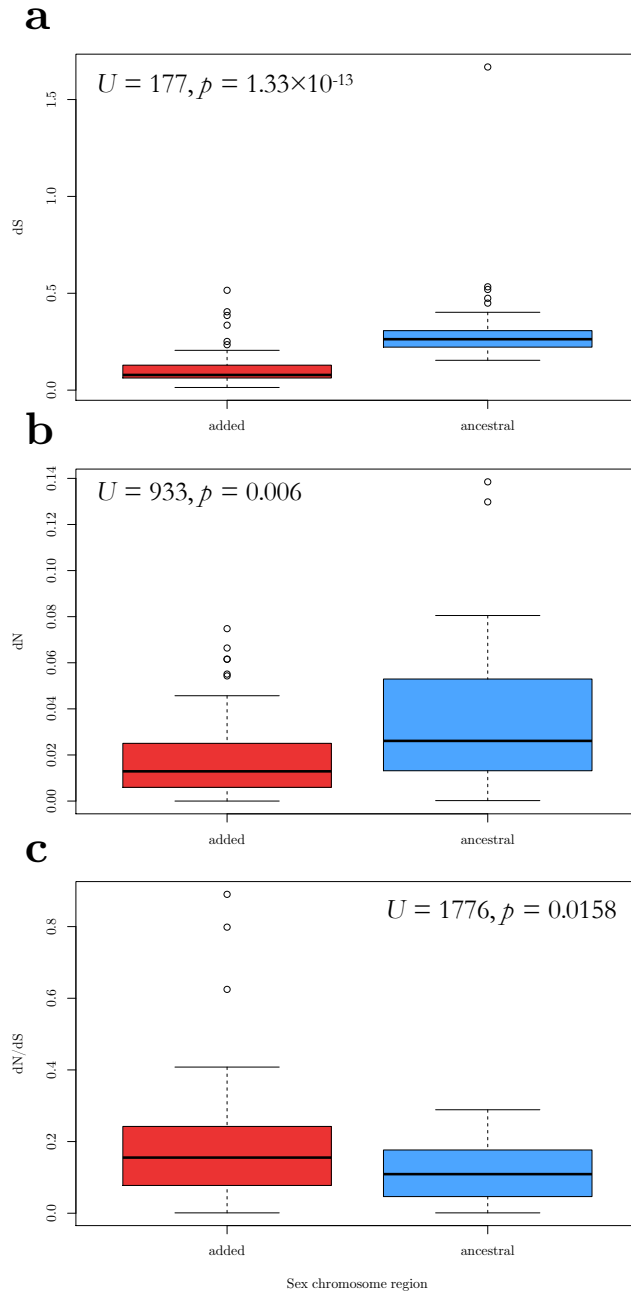 a
U = 177, p = 1.33×10-13
1.5
1.0
0.5
0.0
dS
added
ancestral
b
U = 933, p = 0.006
0.14
0.12
0.10
0.08
0.06
0.04
0.02
0.00
dN
added
ancestral
c
U = 1776, p = 0.0158
0.8
0.6
0.4
0.2
0.0
dN/dS
added
ancestral
Sex chromosome region